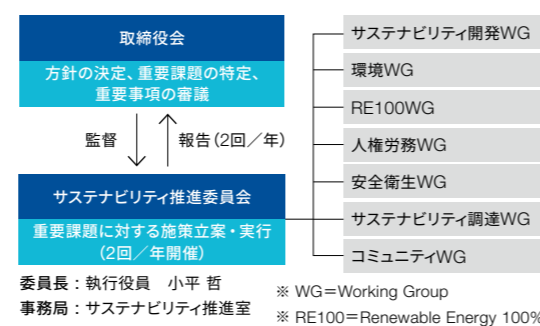 取締役会
方針の決定、重要課題の特定、
重要事項の審議
監督
報告(2回／年)
サステナビリティ推進委員会
重要課題に対する施策立案・実行
(2回／年開催)
委員長：執行役員　小平 哲
事務局：サステナビリティ推進室
サステナビリティ開発WG
環境WG
RE100WG
人権労務WG
安全衛生WG
サステナビリティ調達WG
コミュニティWG
※ WG＝Working Group
※ RE100＝Renewable Energy 100%